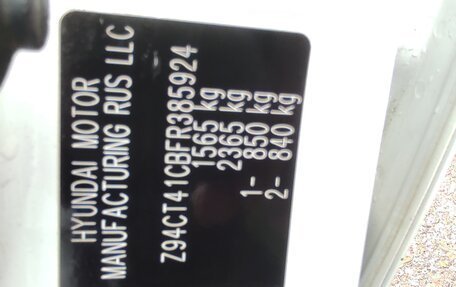 HYUNDAI MOTOR
MANUFACTURING RUS LLC
Z94CT41CBFR385924
1565 kg
2365 kg
1- 850 kg
2- 840 kg